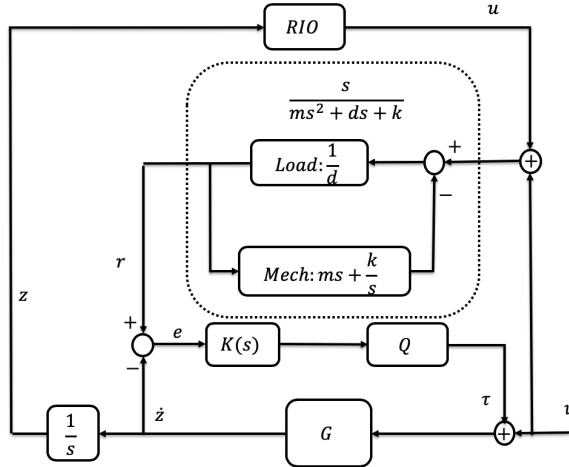 RIO
u
s
ms² + ds + k
+
Load: 1/d
+
−
r
Mech: ms + k/s
z
+
e
K(s)
Q
−
ż
τ
1/s
G
+